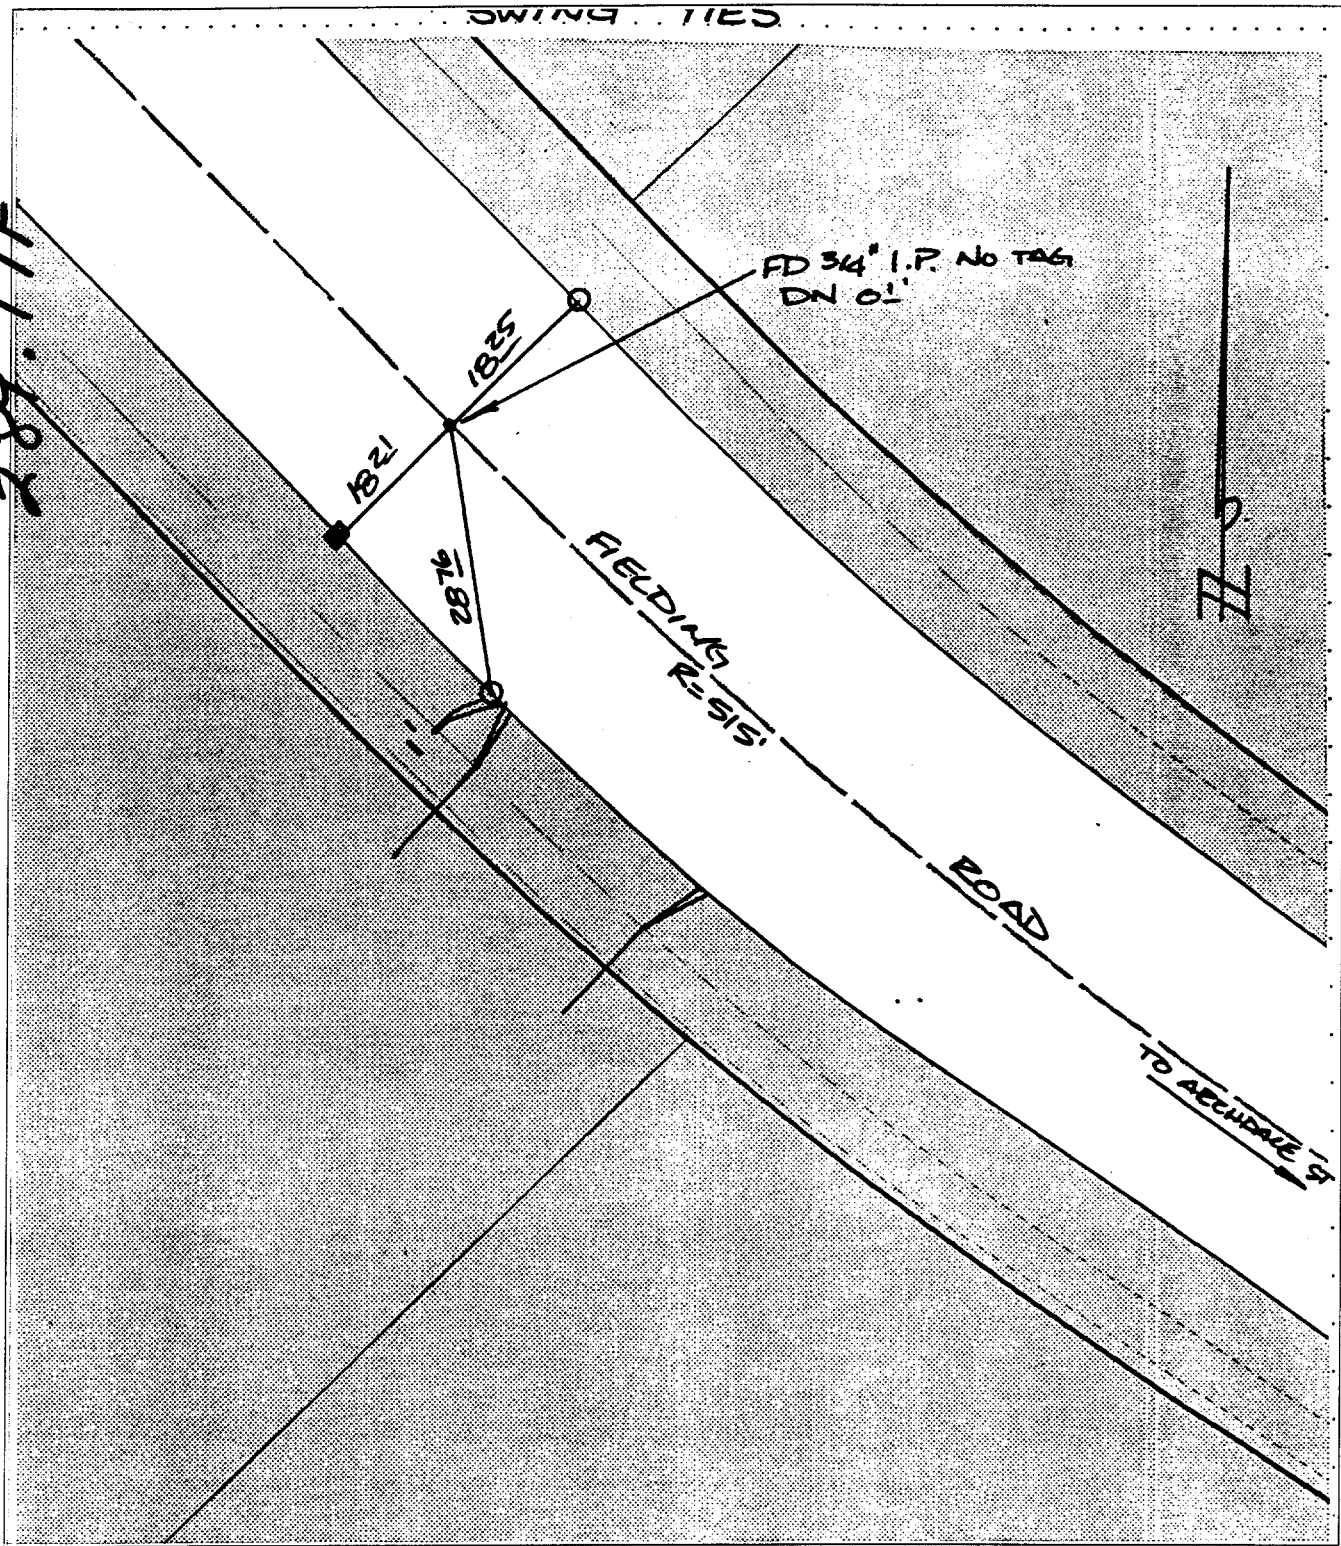 SWING TIES
FD 3/4" I.P. NO TAG
DN 0.1'
18.25
18.21
28.76
FIELDING
R=515'
ROAD
TO ARCHDALE ST